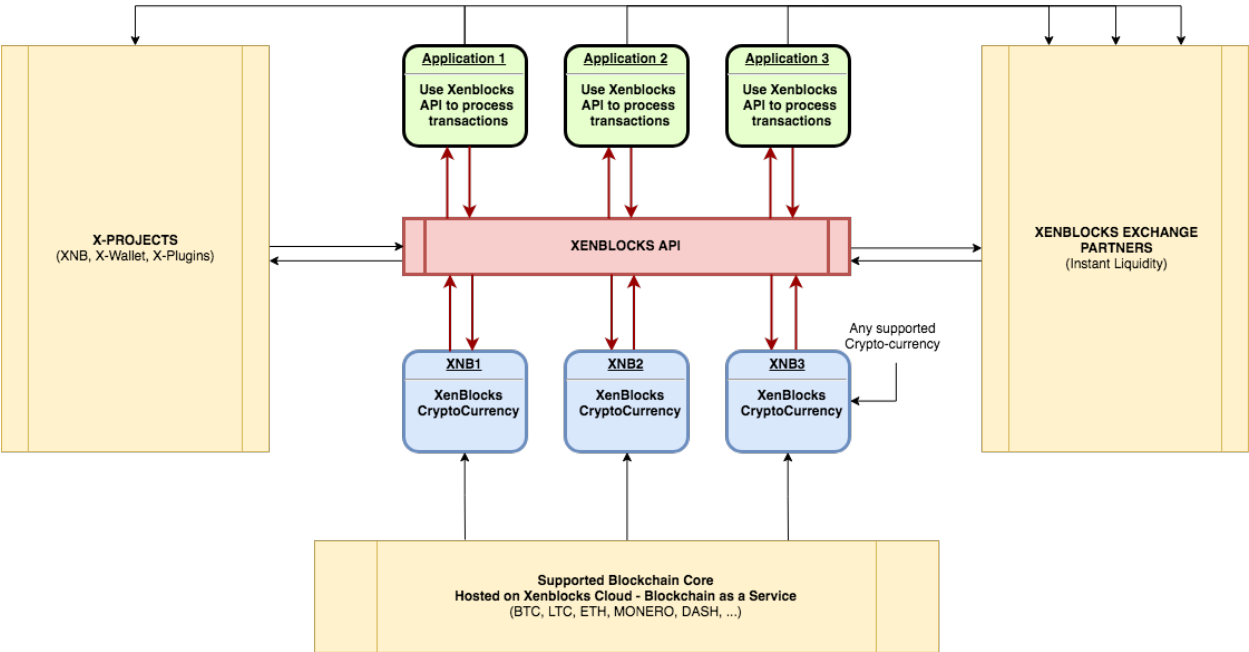 Application 1
Use Xenblocks
API to process
transactions
Application 2
Use Xenblocks
API to process
transactions
Application 3
Use Xenblocks
API to process
transactions
X-PROJECTS
(XNB, X-Wallet, X-Plugins)
XENBLOCKS API
XENBLOCKS EXCHANGE
PARTNERS
(Instant Liquidity)
Any supported
Crypto-currency
XNB1
XenBlocks
CryptoCurrency
XNB2
XenBlocks
CryptoCurrency
XNB3
XenBlocks
CryptoCurrency
Supported Blockchain Core
Hosted on Xenblocks Cloud - Blockchain as a Service
(BTC, LTC, ETH, MONERO, DASH, ...)